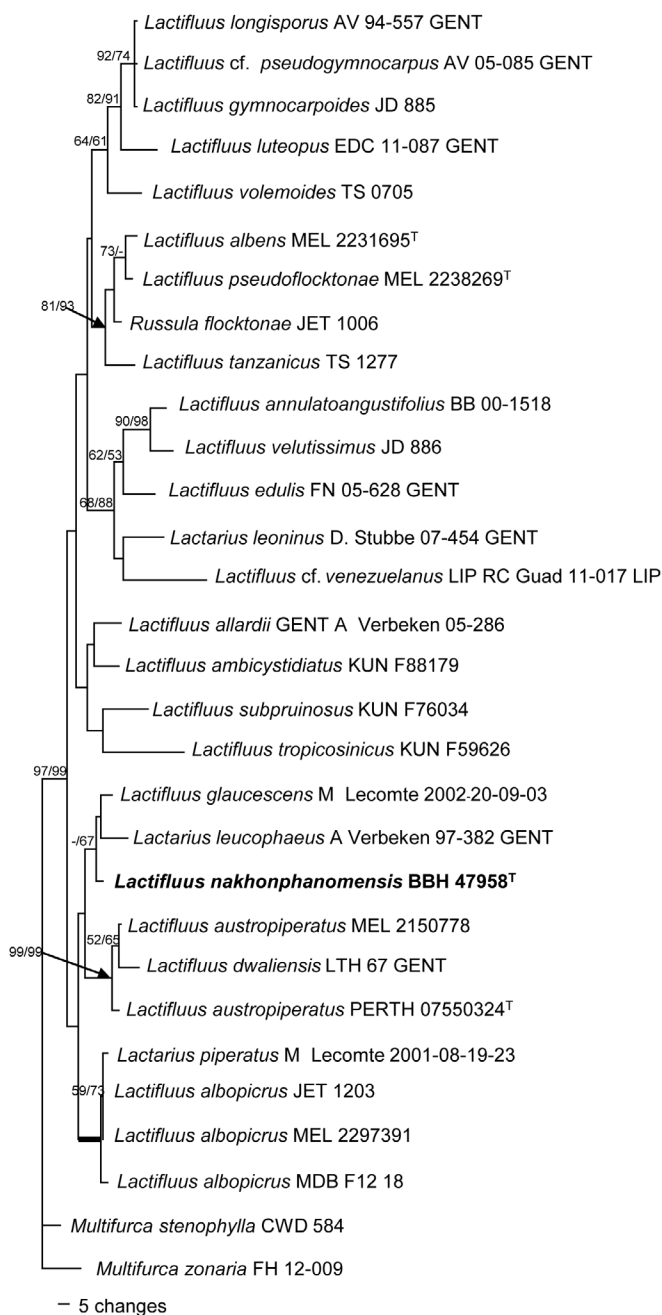 Lactifluus longisporus AV 94-557 GENT
92/74
Lactifluus cf. pseudogymnocarpus AV 05-085 GENT
82/91
Lactifluus gymnocarpoides JD 885
64/61
Lactifluus luteopus EDC 11-087 GENT
Lactifluus volemoides TS 0705
Lactifluus albens MEL 2231695ᵀ
73/-
Lactifluus pseudoflocktonae MEL 2238269ᵀ
81/93
Russula flocktonae JET 1006
Lactifluus tanzanicus TS 1277
Lactifluus annulatoangustifolius BB 00-1518
90/98
Lactifluus velutissimus JD 886
62/53
Lactifluus edulis FN 05-628 GENT
68/88
Lactarius leoninus D. Stubbe 07-454 GENT
Lactifluus cf. venezuelanus LIP RC Guad 11-017 LIP
Lactifluus allardii GENT A Verbeken 05-286
Lactifluus ambicystidiatus KUN F88179
Lactifluus subpruinosus KUN F76034
Lactifluus tropicosinicus KUN F59626
97/99
Lactifluus glaucescens M Lecomte 2002-20-09-03
Lactarius leucophaeus A Verbeken 97-382 GENT
-/67
Lactifluus nakhonphanomensis BBH 47958ᵀ
Lactifluus austropiperatus MEL 2150778
52/65
99/99
Lactifluus dwaliensis LTH 67 GENT
Lactifluus austropiperatus PERTH 07550324ᵀ
Lactarius piperatus M Lecomte 2001-08-19-23
59/73
Lactifluus albopicrus JET 1203
Lactifluus albopicrus MEL 2297391
Lactifluus albopicrus MDB F12 18
Multifurca stenophylla CWD 584
Multifurca zonaria FH 12-009
5 changes